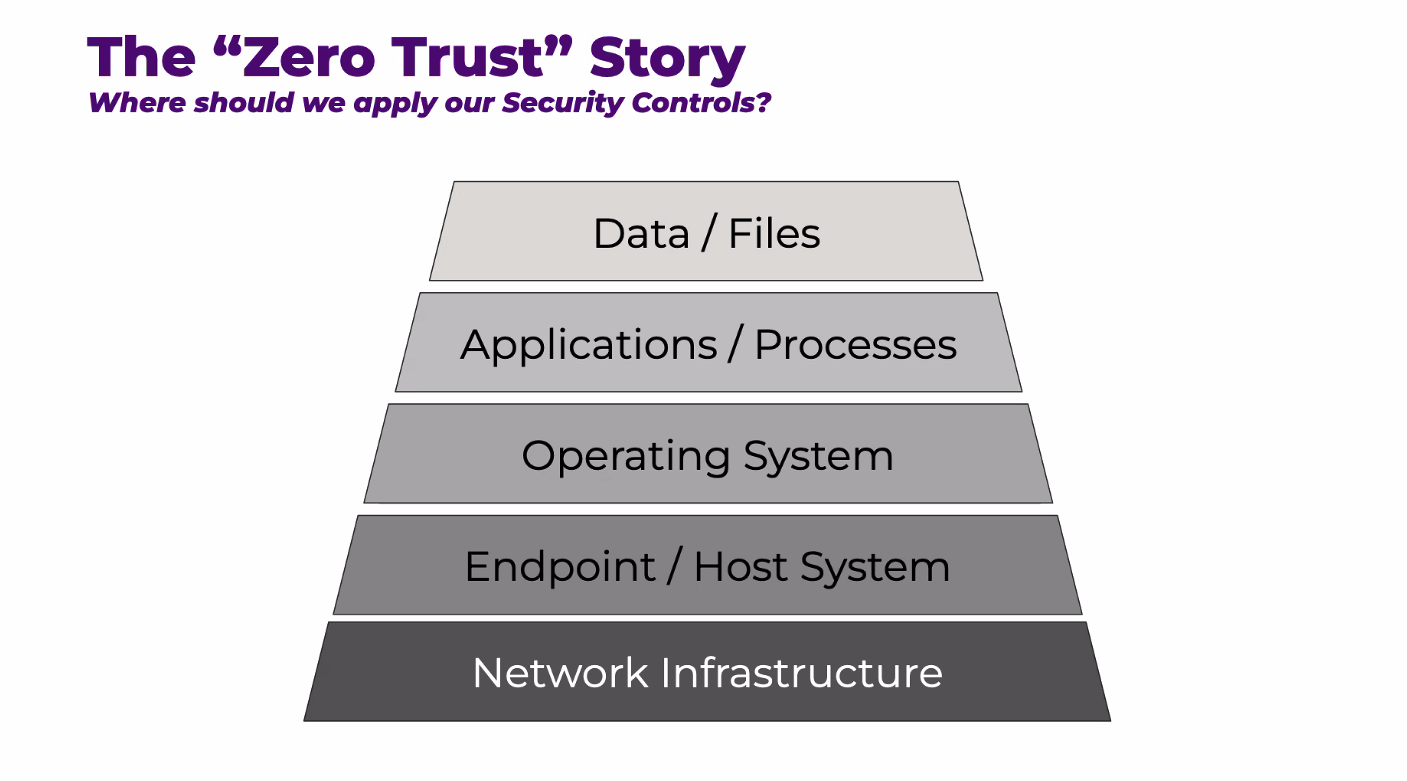 The “Zero Trust” Story
Where should we apply our Security Controls?
Data / Files
Applications / Processes
Operating System
Endpoint / Host System
Network Infrastructure